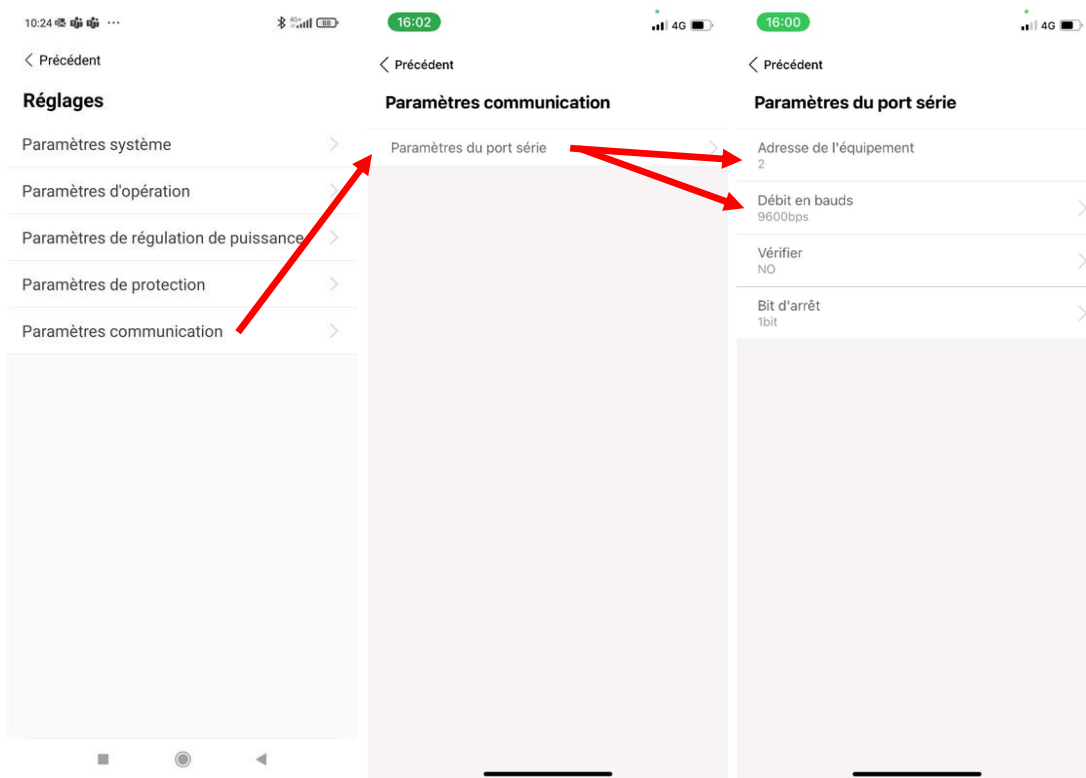 10:24
88
Précédent
Réglages
Paramètres système
Paramètres d'opération
Paramètres de régulation de puissance
Paramètres de protection
Paramètres communication
16:02
4G
Précédent
Paramètres communication
Paramètres du port série
16:00
4G
Précédent
Paramètres du port série
Adresse de l'équipement
2
Débit en bauds
9600bps
Vérifier
NO
Bit d'arrêt
1bit